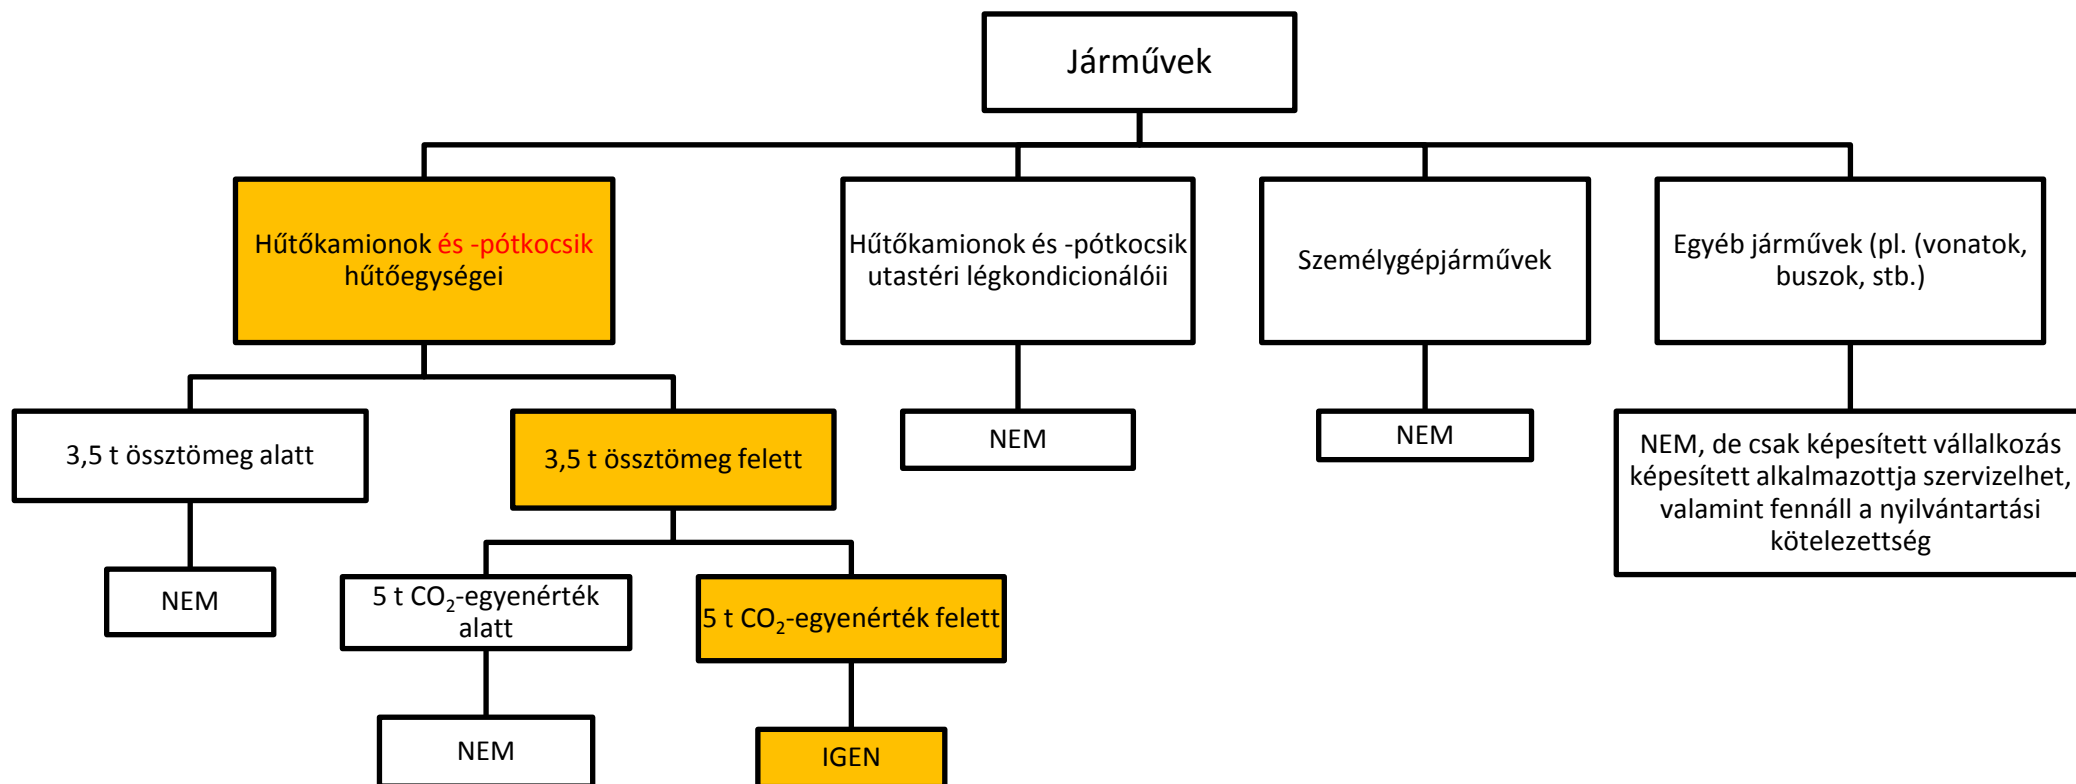 Járművek
Hűtőkamionok és -pótkocsik
hűtőegységei
Hűtőkamionok és -pótkocsik
utastéri légkondicionálóii
Személygépjárművek
Egyéb járművek (pl. (vonatok,
buszok, stb.)
3,5 t össztömeg alatt
3,5 t össztömeg felett
NEM
NEM
NEM, de csak képesített vállalkozás
képesített alkalmazottja szervizelhet,
valamint fennáll a nyilvántartási
kötelezettség
NEM
5 t CO₂-egyenérték
alatt
5 t CO₂-egyenérték felett
NEM
IGEN